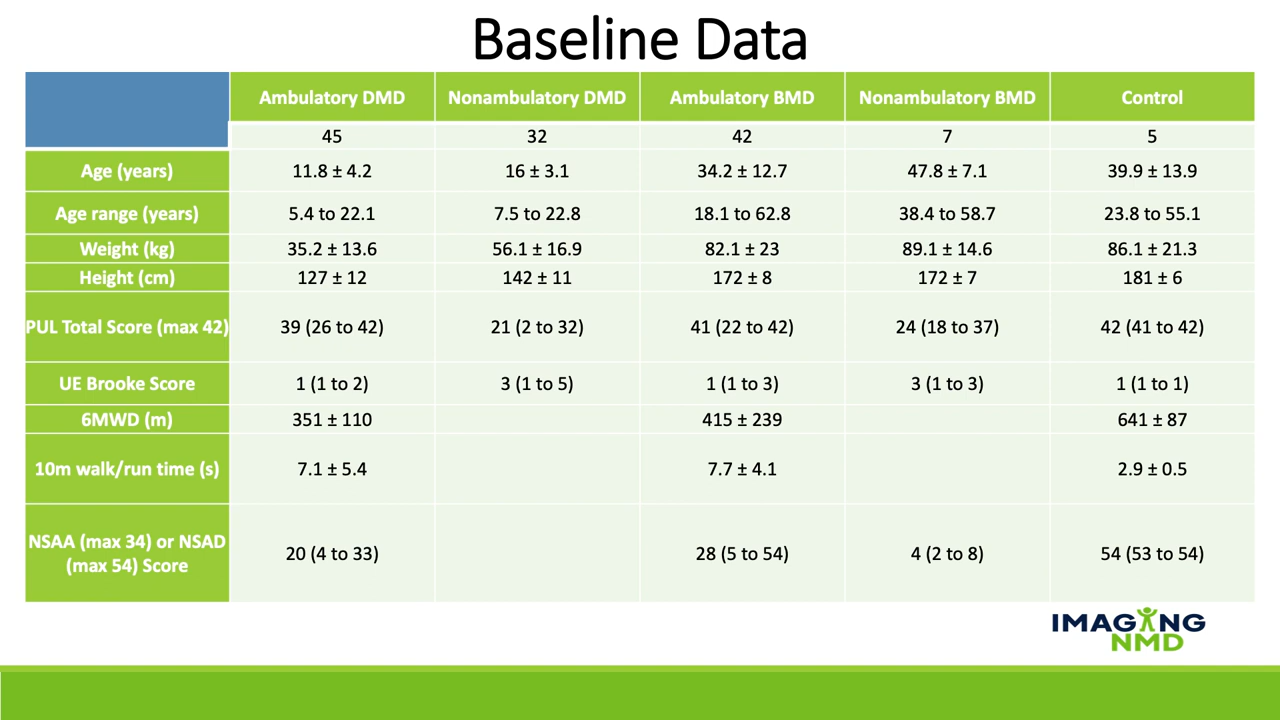 Baseline Data
Ambulatory DMD Nonambulatory DMD Ambulatory BMD Nonambulatory BMD Control
45 32 42 7 5
Age (years) 11.8 ± 4.2 16 ± 3.1 34.2 ± 12.7 47.8 ± 7.1 39.9 ± 13.9
Age range (years) 5.4 to 22.1 7.5 to 22.8 18.1 to 62.8 38.4 to 58.7 23.8 to 55.1
Weight (kg) 35.2 ± 13.6 56.1 ± 16.9 82.1 ± 23 89.1 ± 14.6 86.1 ± 21.3
Height (cm) 127 ± 12 142 ± 11 172 ± 8 172 ± 7 181 ± 6
PUL Total Score (max 42) 39 (26 to 42) 21 (2 to 32) 41 (22 to 42) 24 (18 to 37) 42 (41 to 42)
UE Brooke Score 1 (1 to 2) 3 (1 to 5) 1 (1 to 3) 3 (1 to 3) 1 (1 to 1)
6MWD (m) 351 ± 110 415 ± 239 641 ± 87
10m walk/run time (s) 7.1 ± 5.4 7.7 ± 4.1 2.9 ± 0.5
NSAA (max 34) or NSAD
(max 54) Score 20 (4 to 33) 28 (5 to 54) 4 (2 to 8) 54 (53 to 54)
IMAGING
NMD